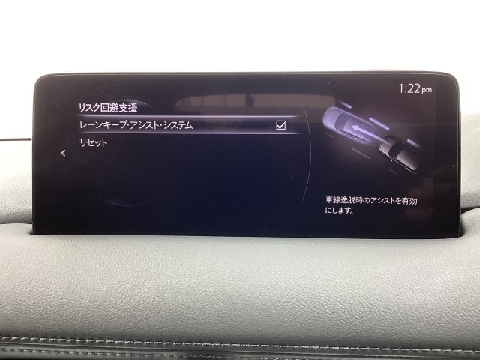 1.22pm
リスク回避支援
レーンキープ・アシスト・システム
リセット
車線逸脱時のアシストを有効
にします。